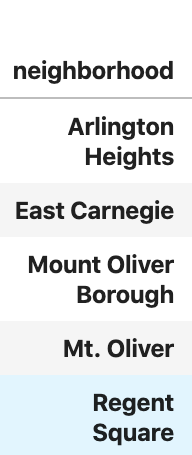 neighborhood
Arlington
Heights
East Carnegie
Mount Oliver
Borough
Mt. Oliver
Regent
Square